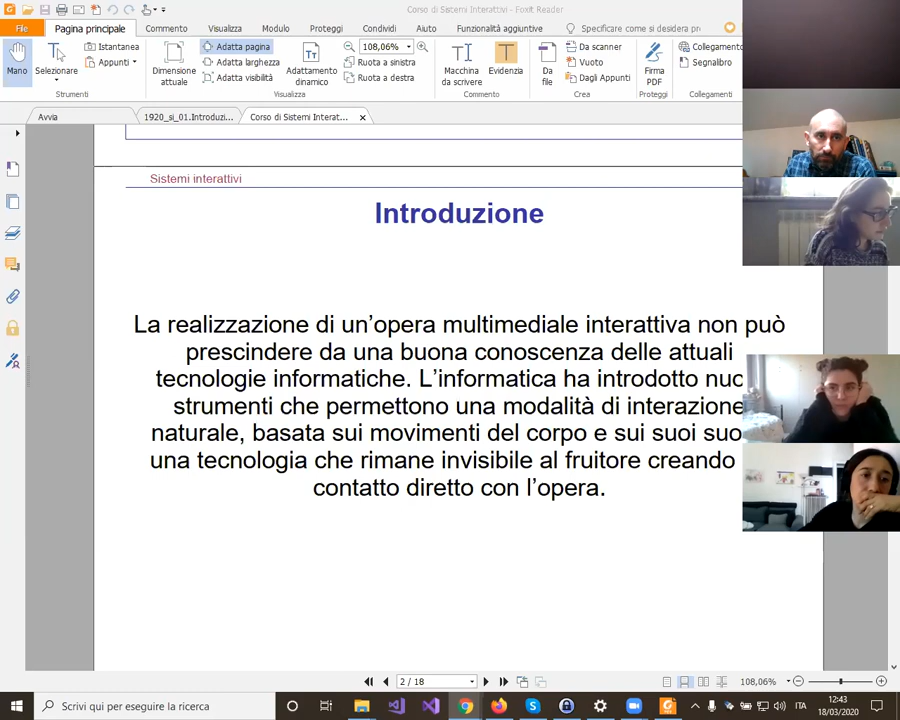 Corso di Sistemi Interattivi - Foxit Reader
File
Pagina principale
Commento
Visualizza
Modulo
Proteggi
Condividi
Aiuto
Funzionalità aggiuntive
Specificare come si desidera
Mano
Selezionare
Istantanea
Appunti
Strumenti
Dimensione attuale
Adatta pagina
Adatta larghezza
Adatta visibilità
Adattamento dinamico
108,06%
Ruota a sinistra
Ruota a destra
Visualizza
Macchina da scrivere
Evidenza
Commento
Da file
Da scanner
Vuoto
Dagli Appunti
Crea
Firma PDF
Proteggi
Collegamento
Segnalibro
Collegamenti
Avvia
1920_si_01.Introduzi...
Corso di Sistemi Interat...
Sistemi interattivi
Introduzione
La realizzazione di un’opera multimediale interattiva non può
prescindere da una buona conoscenza delle attuali
tecnologie informatiche. L’informatica ha introdotto
strumenti che permettono una modalità di interazione
naturale, basata sui movimenti del corpo e sui suoi
una tecnologia che rimane invisibile al fruitore creando
contatto diretto con l’opera.
2 / 18
108,06%
Scrivi qui per eseguire la ricerca
ITA
12:43
18/03/2020